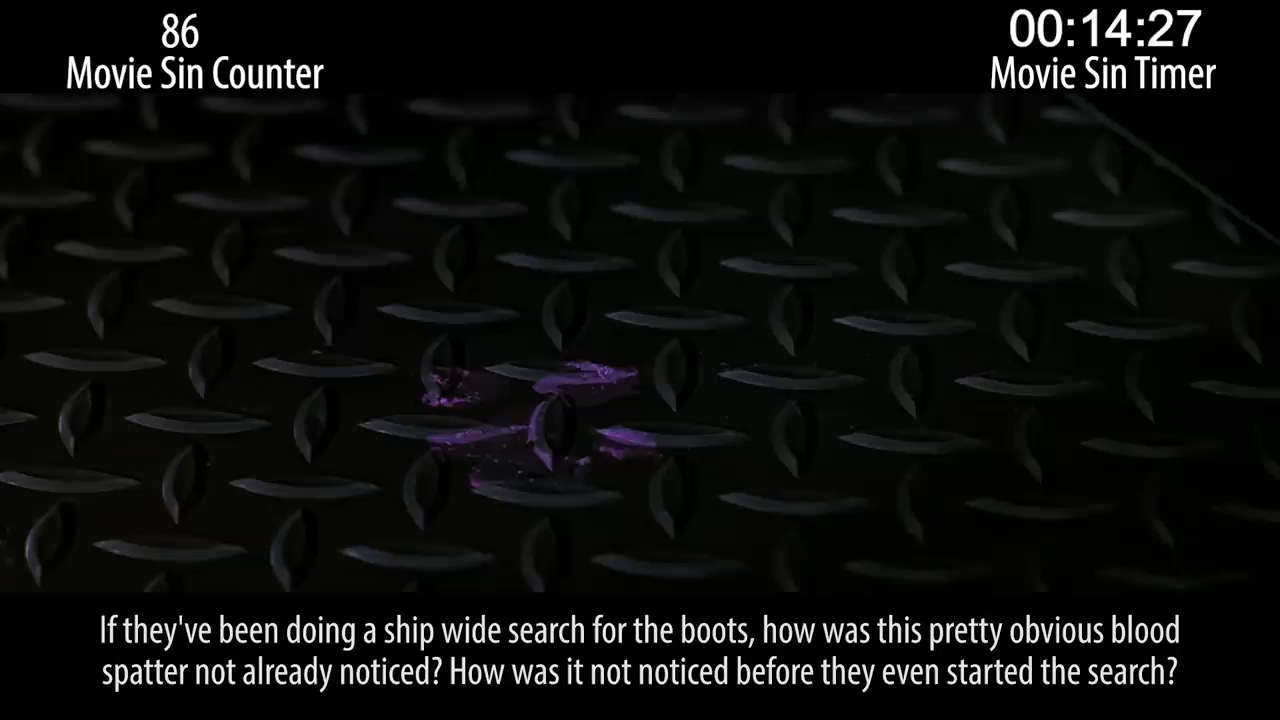 86
Movie Sin Counter
00:14:27
Movie Sin Timer
If they've been doing a ship wide search for the boots, how was this pretty obvious blood
spatter not already noticed? How was it not noticed before they even started the search?